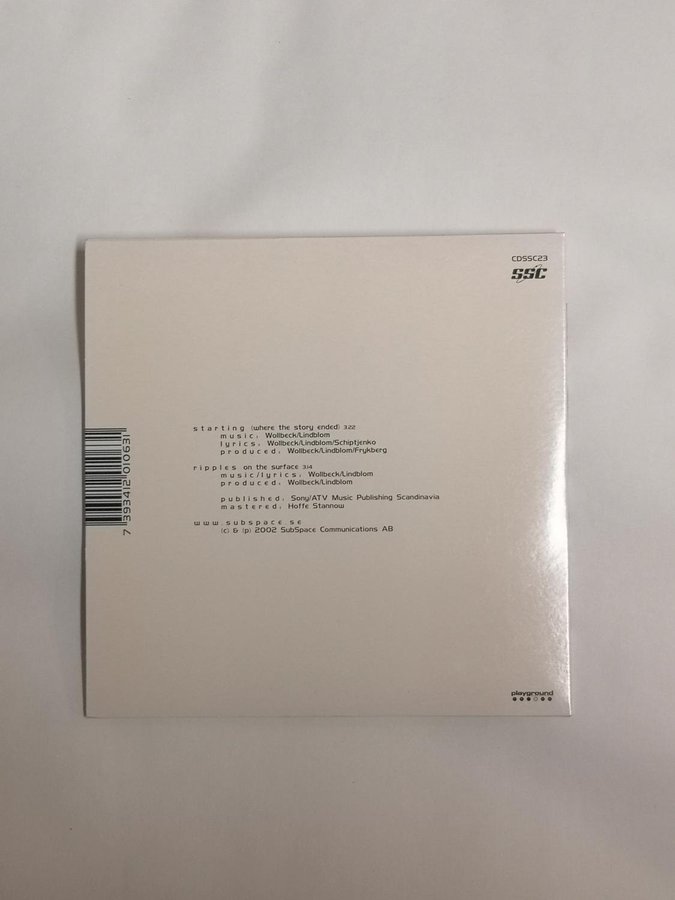 CDSSC23
SSC
starting (where the story ended) 3:22
music: Wollbeck/Lindblom
lyrics: Wollbeck/Lindblom/Schiptjenko
produced: Wollbeck/Lindblom/Frykberg
ripples on the surface 3:14
music/lyrics: Wollbeck/Lindblom
produced: Wollbeck/Lindblom
published: Sony/ATV Music Publishing Scandinavia
mastered: Hoffe Stannow
www.subspace.se
(c) & (p) 2002 SubSpace Communications AB
7 393412 010631
playground